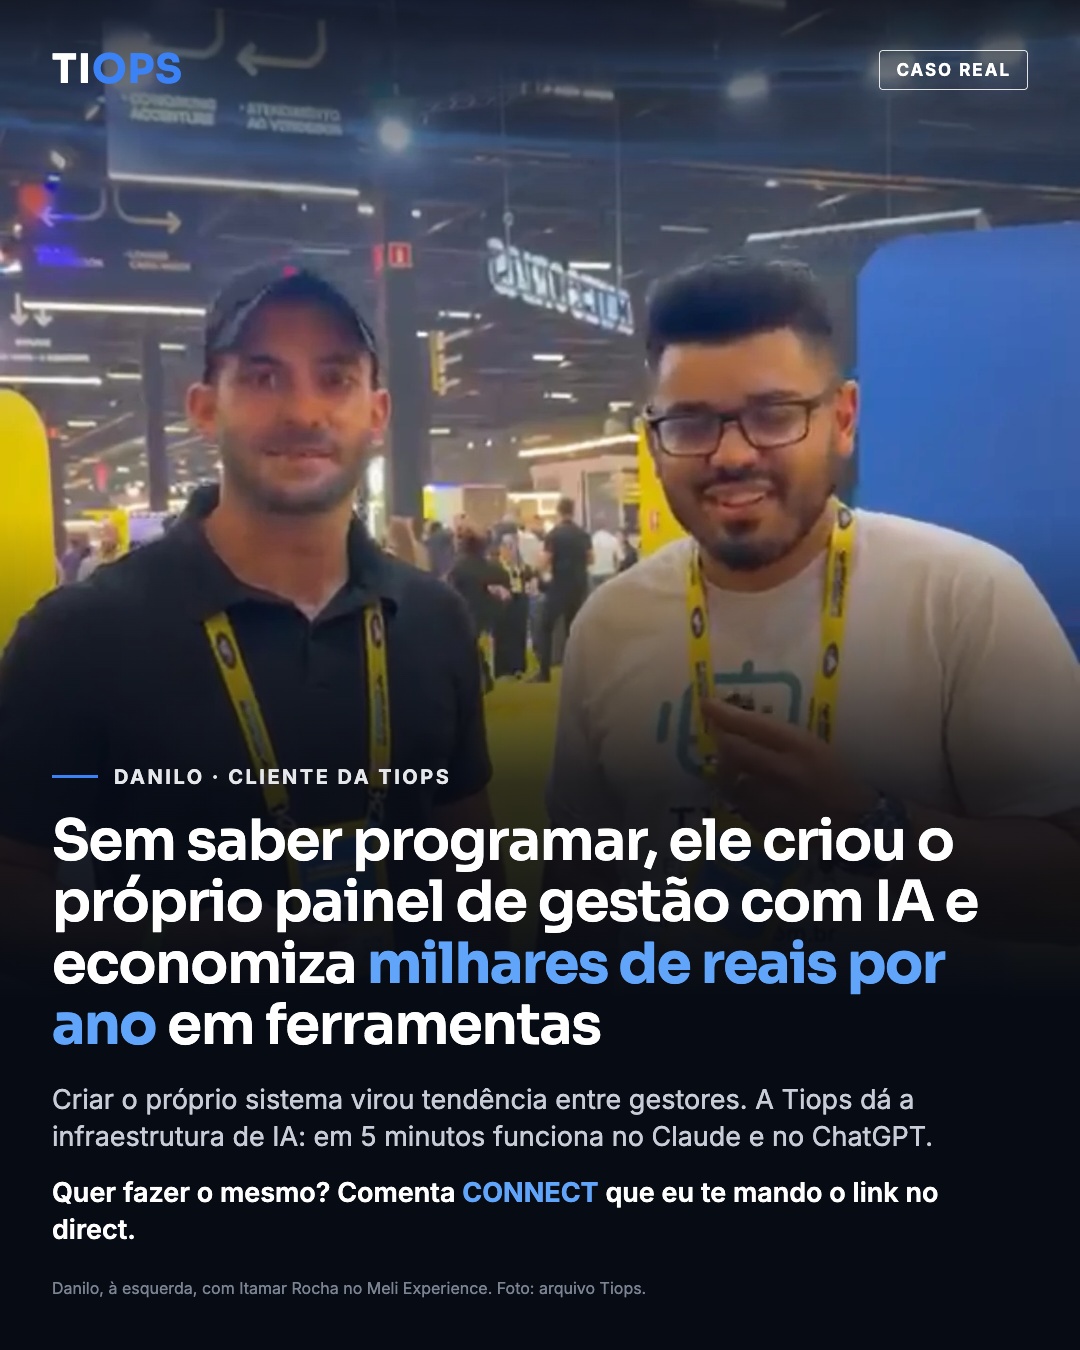 TIOPS
CASO REAL
DANILO · CLIENTE DA TIOPS
Sem saber programar, ele criou o
próprio painel de gestão com IA e
economiza milhares de reais por
ano em ferramentas
Criar o próprio sistema virou tendência entre gestores. A Tiops dá a
infraestrutura de IA: em 5 minutos funciona no Claude e no ChatGPT.
Quer fazer o mesmo? Comenta CONNECT que eu te mando o link no
direct.
Danilo, à esquerda, com Itamar Rocha no Meli Experience. Foto: arquivo Tiops.